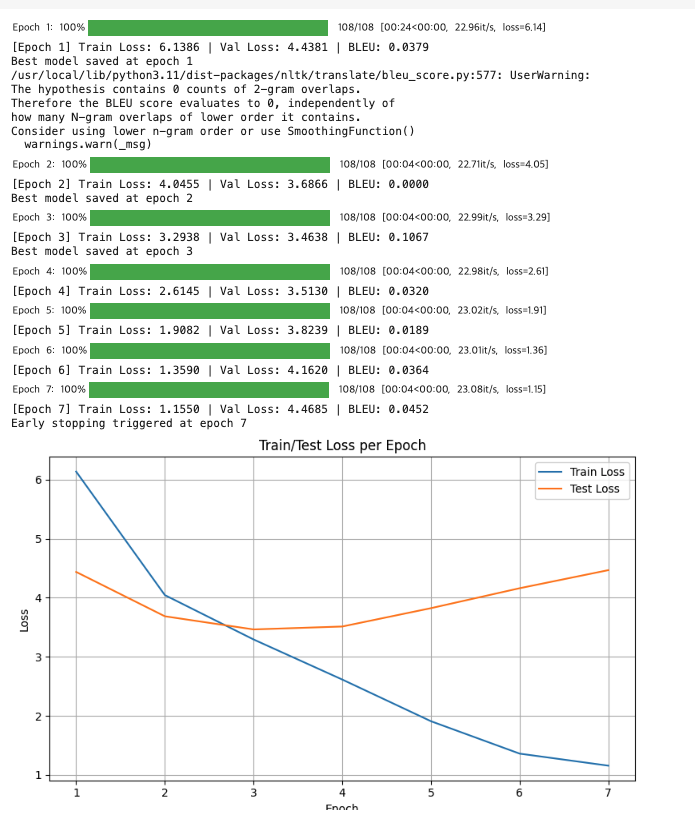 Epoch 1: 100% 108/108 [00:24<00:00, 22.96it/s, loss=6.14]
[Epoch 1] Train Loss: 6.1386 | Val Loss: 4.4381 | BLEU: 0.0379
Best model saved at epoch 1
/usr/local/lib/python3.11/dist-packages/nltk/translate/bleu_score.py:577: UserWarning:
The hypothesis contains 0 counts of 2-gram overlaps.
Therefore the BLEU score evaluates to 0, independently of
how many N-gram overlaps of lower order it contains.
Consider using lower n-gram order or use SmoothingFunction()
warnings.warn(_msg)
Epoch 2: 100% 108/108 [00:04<00:00, 22.71it/s, loss=4.05]
[Epoch 2] Train Loss: 4.0455 | Val Loss: 3.6866 | BLEU: 0.0000
Best model saved at epoch 2
Epoch 3: 100% 108/108 [00:04<00:00, 22.99it/s, loss=3.29]
[Epoch 3] Train Loss: 3.2938 | Val Loss: 3.4638 | BLEU: 0.1067
Best model saved at epoch 3
Epoch 4: 100% 108/108 [00:04<00:00, 22.98it/s, loss=2.61]
[Epoch 4] Train Loss: 2.6145 | Val Loss: 3.5130 | BLEU: 0.0320
Epoch 5: 100% 108/108 [00:04<00:00, 23.02it/s, loss=1.91]
[Epoch 5] Train Loss: 1.9082 | Val Loss: 3.8239 | BLEU: 0.0189
Epoch 6: 100% 108/108 [00:04<00:00, 23.01it/s, loss=1.36]
[Epoch 6] Train Loss: 1.3590 | Val Loss: 4.1620 | BLEU: 0.0364
Epoch 7: 100% 108/108 [00:04<00:00, 23.08it/s, loss=1.15]
[Epoch 7] Train Loss: 1.1550 | Val Loss: 4.4685 | BLEU: 0.0452
Early stopping triggered at epoch 7
Train/Test Loss per Epoch
Train Loss
Test Loss
6
5
4
3
2
1
Loss
1 2 3 4 5 6 7
Epoch